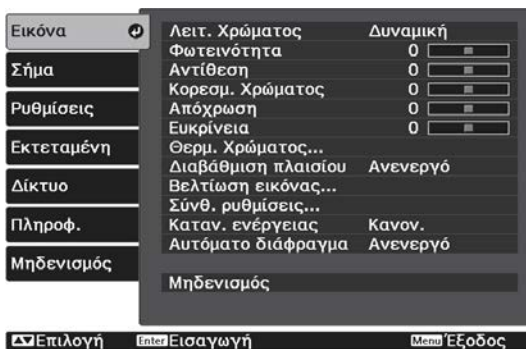 Εικόνα
Σήμα
Ρυθμίσεις
Εκτεταμένη
Δίκτυο
Πληροφ.
Μηδενισμός
Λειτ. Χρώματος Δυναμική
Φωτεινότητα 0
Αντίθεση 0
Κορεσμ. Χρώματος 0
Απόχρωση 0
Ευκρίνεια 0
Θερμ. Χρώματος...
Διαβάθμιση πλαισίου Ανενεργό
Βελτίωση εικόνας...
Σύνθ. ρυθμίσεις...
Καταν. ενέργειας Κανον.
Αυτόματο διάφραγμα Ανενεργό
Μηδενισμός
Επιλογή Enter Εισαγωγή Menu Έξοδος